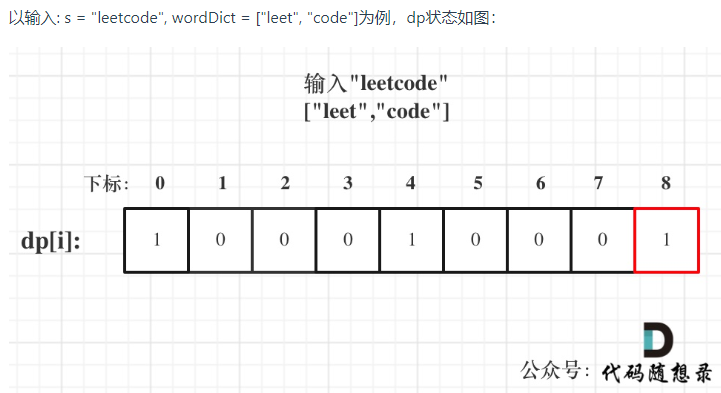 以输入: s = "leetcode", wordDict = ["leet", "code"]为例，dp状态如图：
输入"leetcode"
["leet","code"]
下标: 0 1 2 3 4 5 6 7 8
dp[i]: 1 0 0 0 1 0 0 0 1
D
公众号：代码随想录